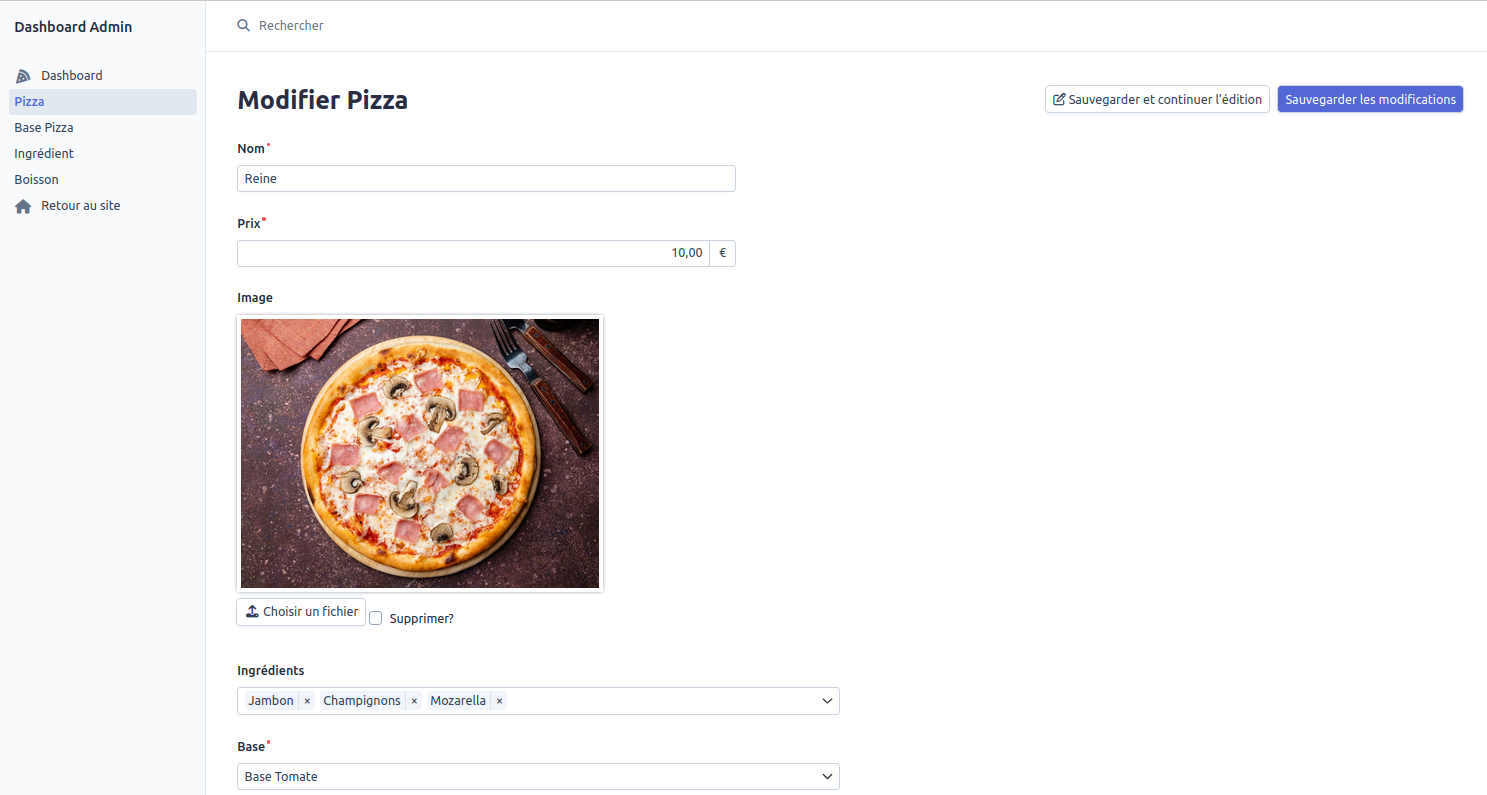 Dashboard Admin
Rechercher
Dashboard
Pizza
Base Pizza
Ingrédient
Boisson
Retour au site
Modifier Pizza
Sauvegarder et continuer l'édition
Sauvegarder les modifications
Nom*
Reine
Prix*
10,00 €
Image
Choisir un fichier
Supprimer?
Ingrédients
Jambon × Champignons × Mozarella ×
Base*
Base Tomate